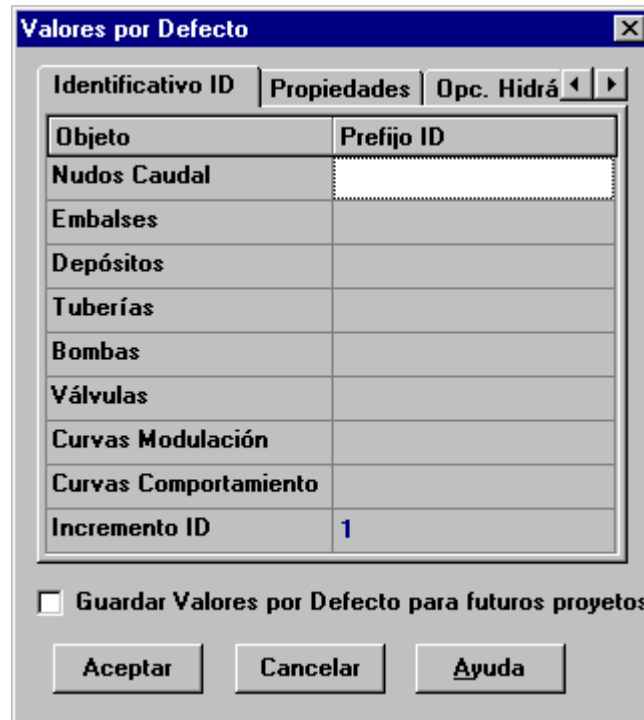 Valores por Defecto
Identificativo ID Propiedades Opc. Hidrá
Objeto Prefijo ID
Nudos Caudal
Embalses
Depósitos
Tuberías
Bombas
Válvulas
Curvas Modulación
Curvas Comportamiento
Incremento ID 1
Guardar Valores por Defecto para futuros proyetos
Aceptar Cancelar Ayuda